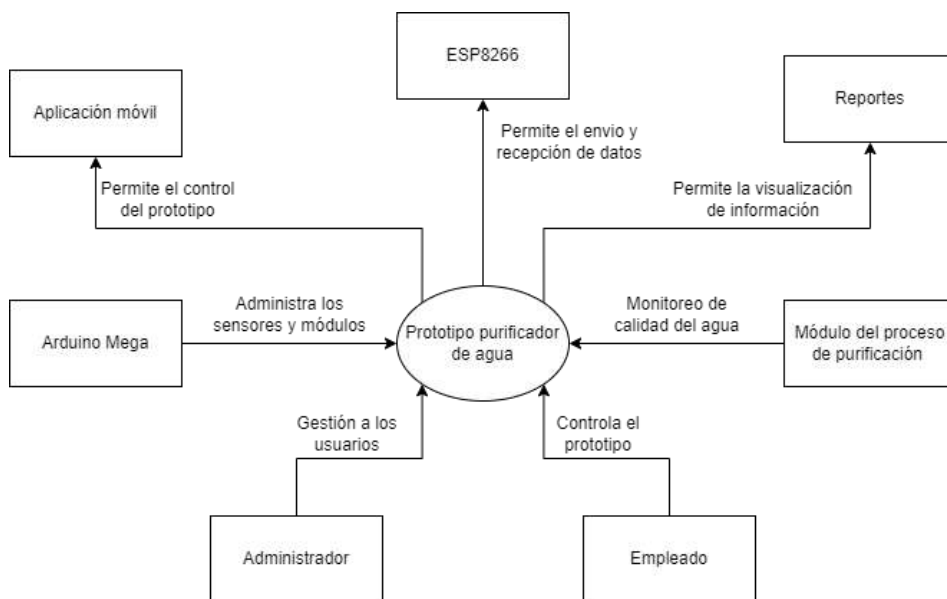 ESP8266
Aplicación móvil
Reportes
Permite el envio y
recepción de datos
Permite el control
del prototipo
Permite la visualización
de información
Arduino Mega
Administra los
sensores y módulos
Prototipo purificador
de agua
Monitoreo de
calidad del agua
Módulo del proceso
de purificación
Gestión a los
usuarios
Controla el
prototipo
Administrador
Empleado